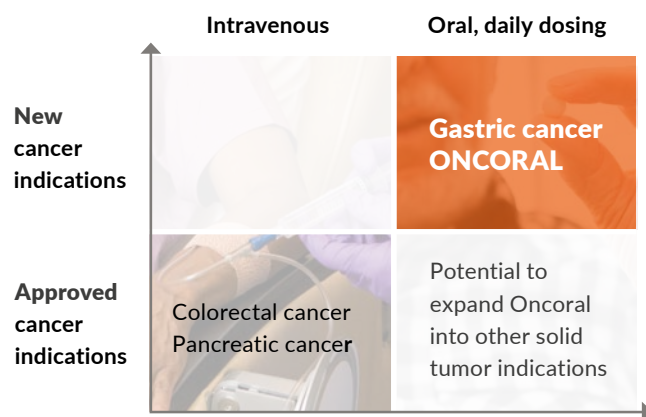 Intravenous
Oral, daily dosing
New
cancer
indications
Gastric cancer
ONCORAL
Approved
cancer
indications
Colorectal cancer
Pancreatic cancer
Potential to
expand Oncoral
into other solid
tumor indications